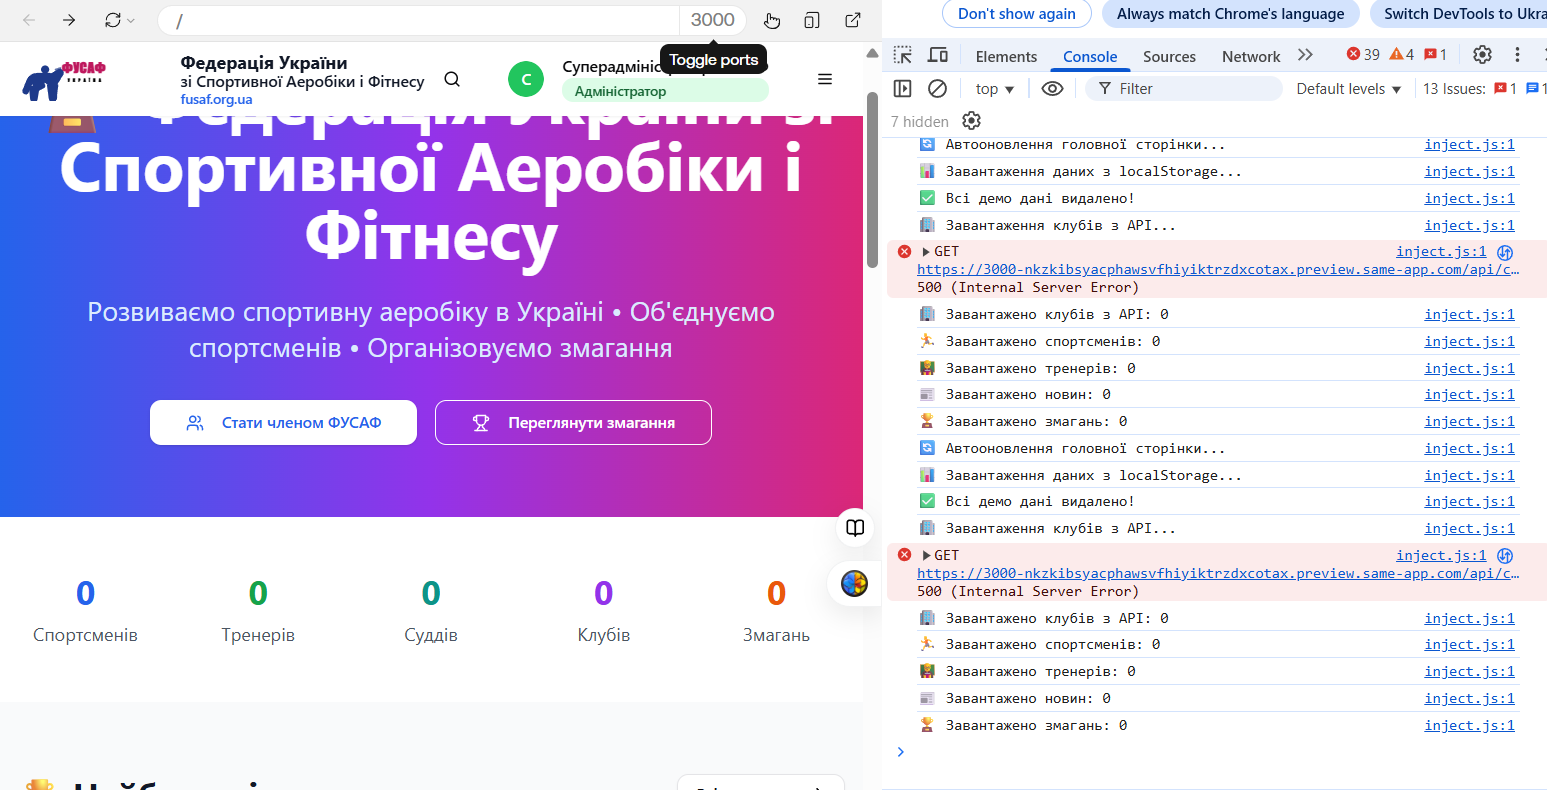 /
3000
Toggle ports
ФУСАФ
УКРАЇНА
Федерація України
зі Спортивної Аеробіки і Фітнесу
fusaf.org.ua
С
Адміністратор
Федерація України зі
Спортивної Аеробіки і
Фітнесу
Розвиваємо спортивну аеробіку в Україні • Об'єднуємо
спортсменів • Організовуємо змагання
Стати членом ФУСАФ
Переглянути змагання
0 0 0 0 0
Спортсменів Тренерів Суддів Клубів Змагань
Don't show again
Always match Chrome's language
Switch DevTools to Ukra
Elements Console Sources Network 39 4 1
top Filter Default levels 13 Issues: 1 1
7 hidden
Автооновлення головної сторінки... inject.js:1
Завантаження даних з localStorage... inject.js:1
Всі демо дані видалено! inject.js:1
Завантаження клубів з API... inject.js:1
GET inject.js:1
https://3000-nkzkibsyacphawsvfhiyiktrzdxcotax.preview.same-app.com/api/c…
500 (Internal Server Error)
Завантажено клубів з API: 0 inject.js:1
Завантажено спортсменів: 0 inject.js:1
Завантажено тренерів: 0 inject.js:1
Завантажено новин: 0 inject.js:1
Завантажено змагань: 0 inject.js:1
Автооновлення головної сторінки... inject.js:1
Завантаження даних з localStorage... inject.js:1
Всі демо дані видалено! inject.js:1
Завантаження клубів з API... inject.js:1
GET inject.js:1
https://3000-nkzkibsyacphawsvfhiyiktrzdxcotax.preview.same-app.com/api/c…
500 (Internal Server Error)
Завантажено клубів з API: 0 inject.js:1
Завантажено спортсменів: 0 inject.js:1
Завантажено тренерів: 0 inject.js:1
Завантажено новин: 0 inject.js:1
Завантажено змагань: 0 inject.js:1